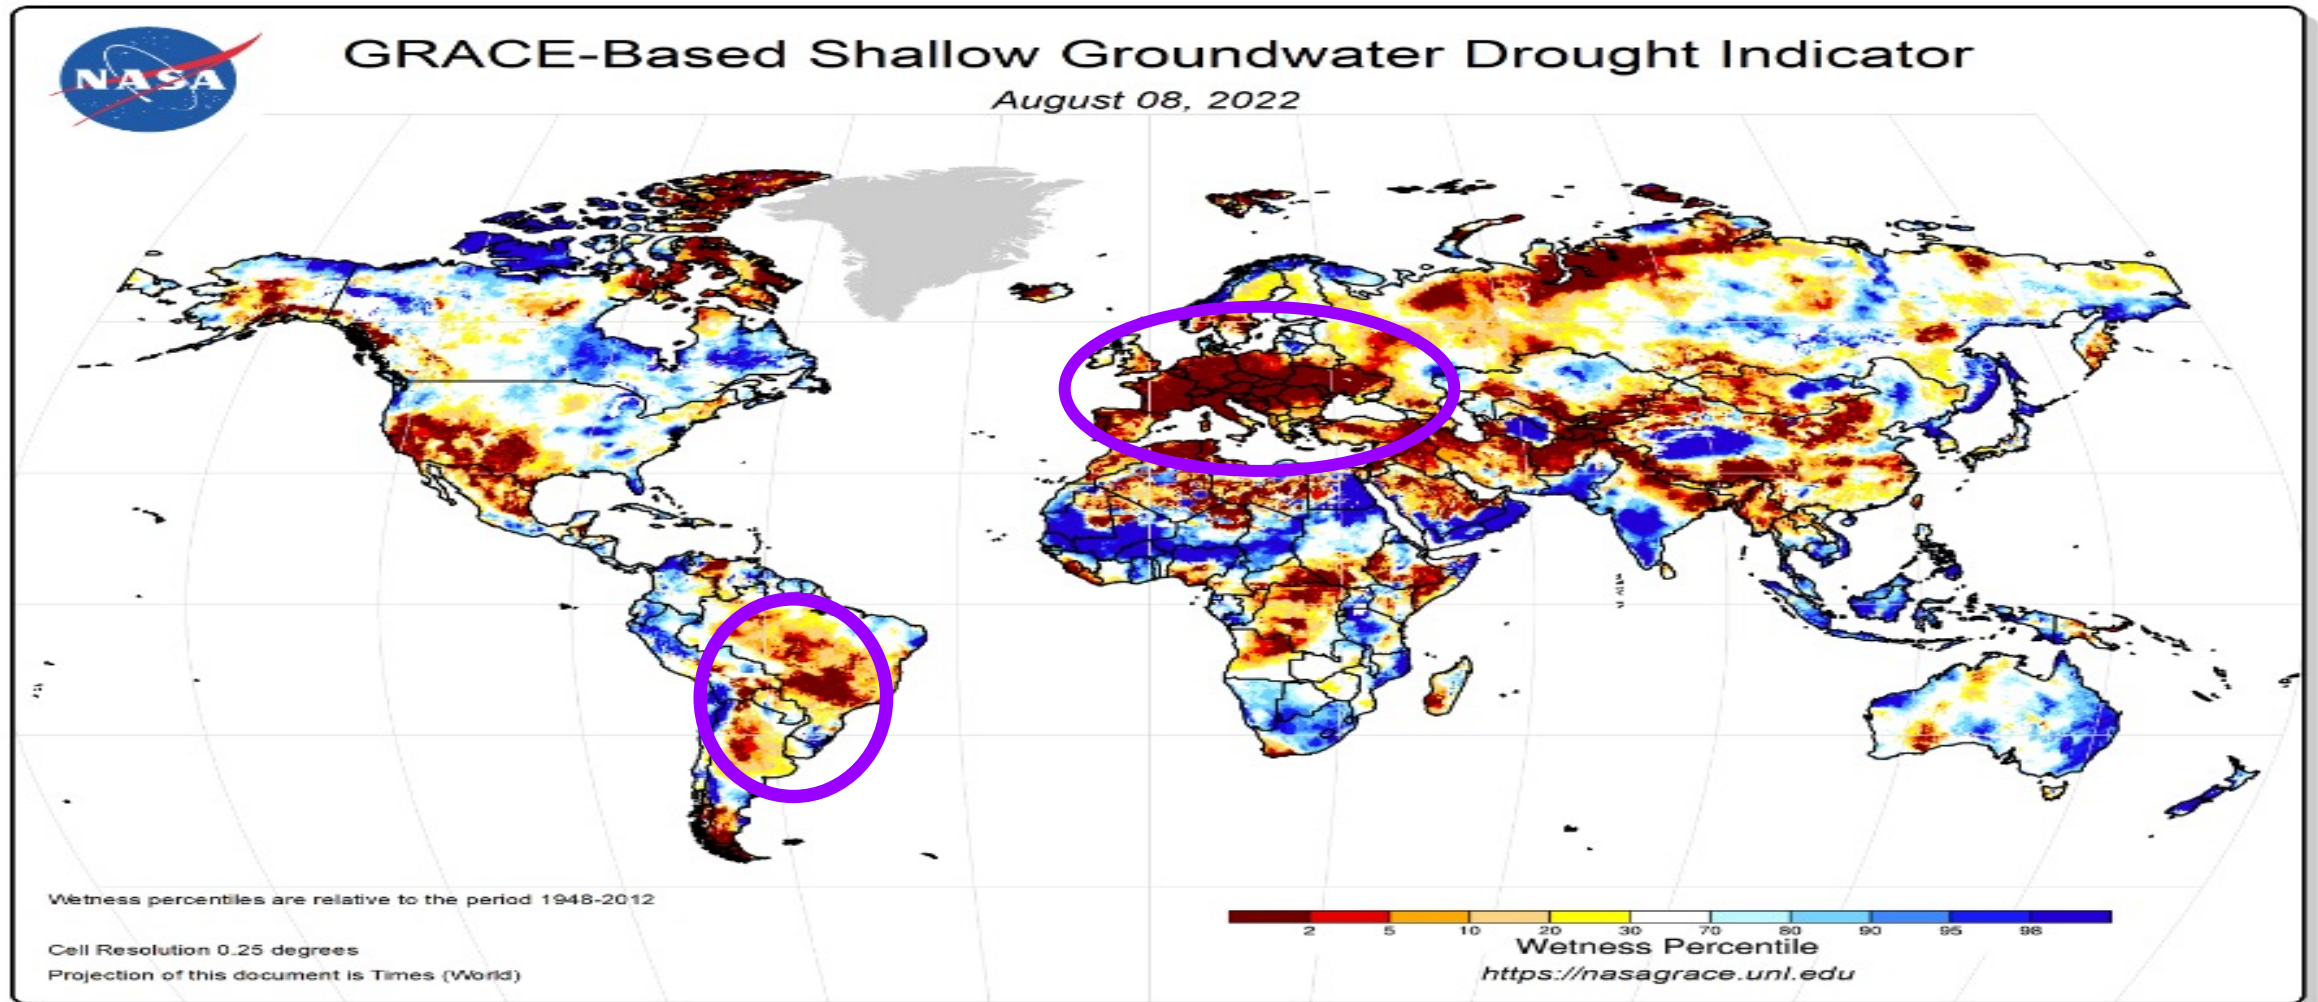 NASA
GRACE-Based Shallow Groundwater Drought Indicator
August 08, 2022
Wetness percentiles are relative to the period 1948-2012
Cell Resolution 0.25 degrees
Projection of this document is Times (World)
2 5 10 20 30 70 80 90 95 98
Wetness Percentile
https://nasagrace.unl.edu